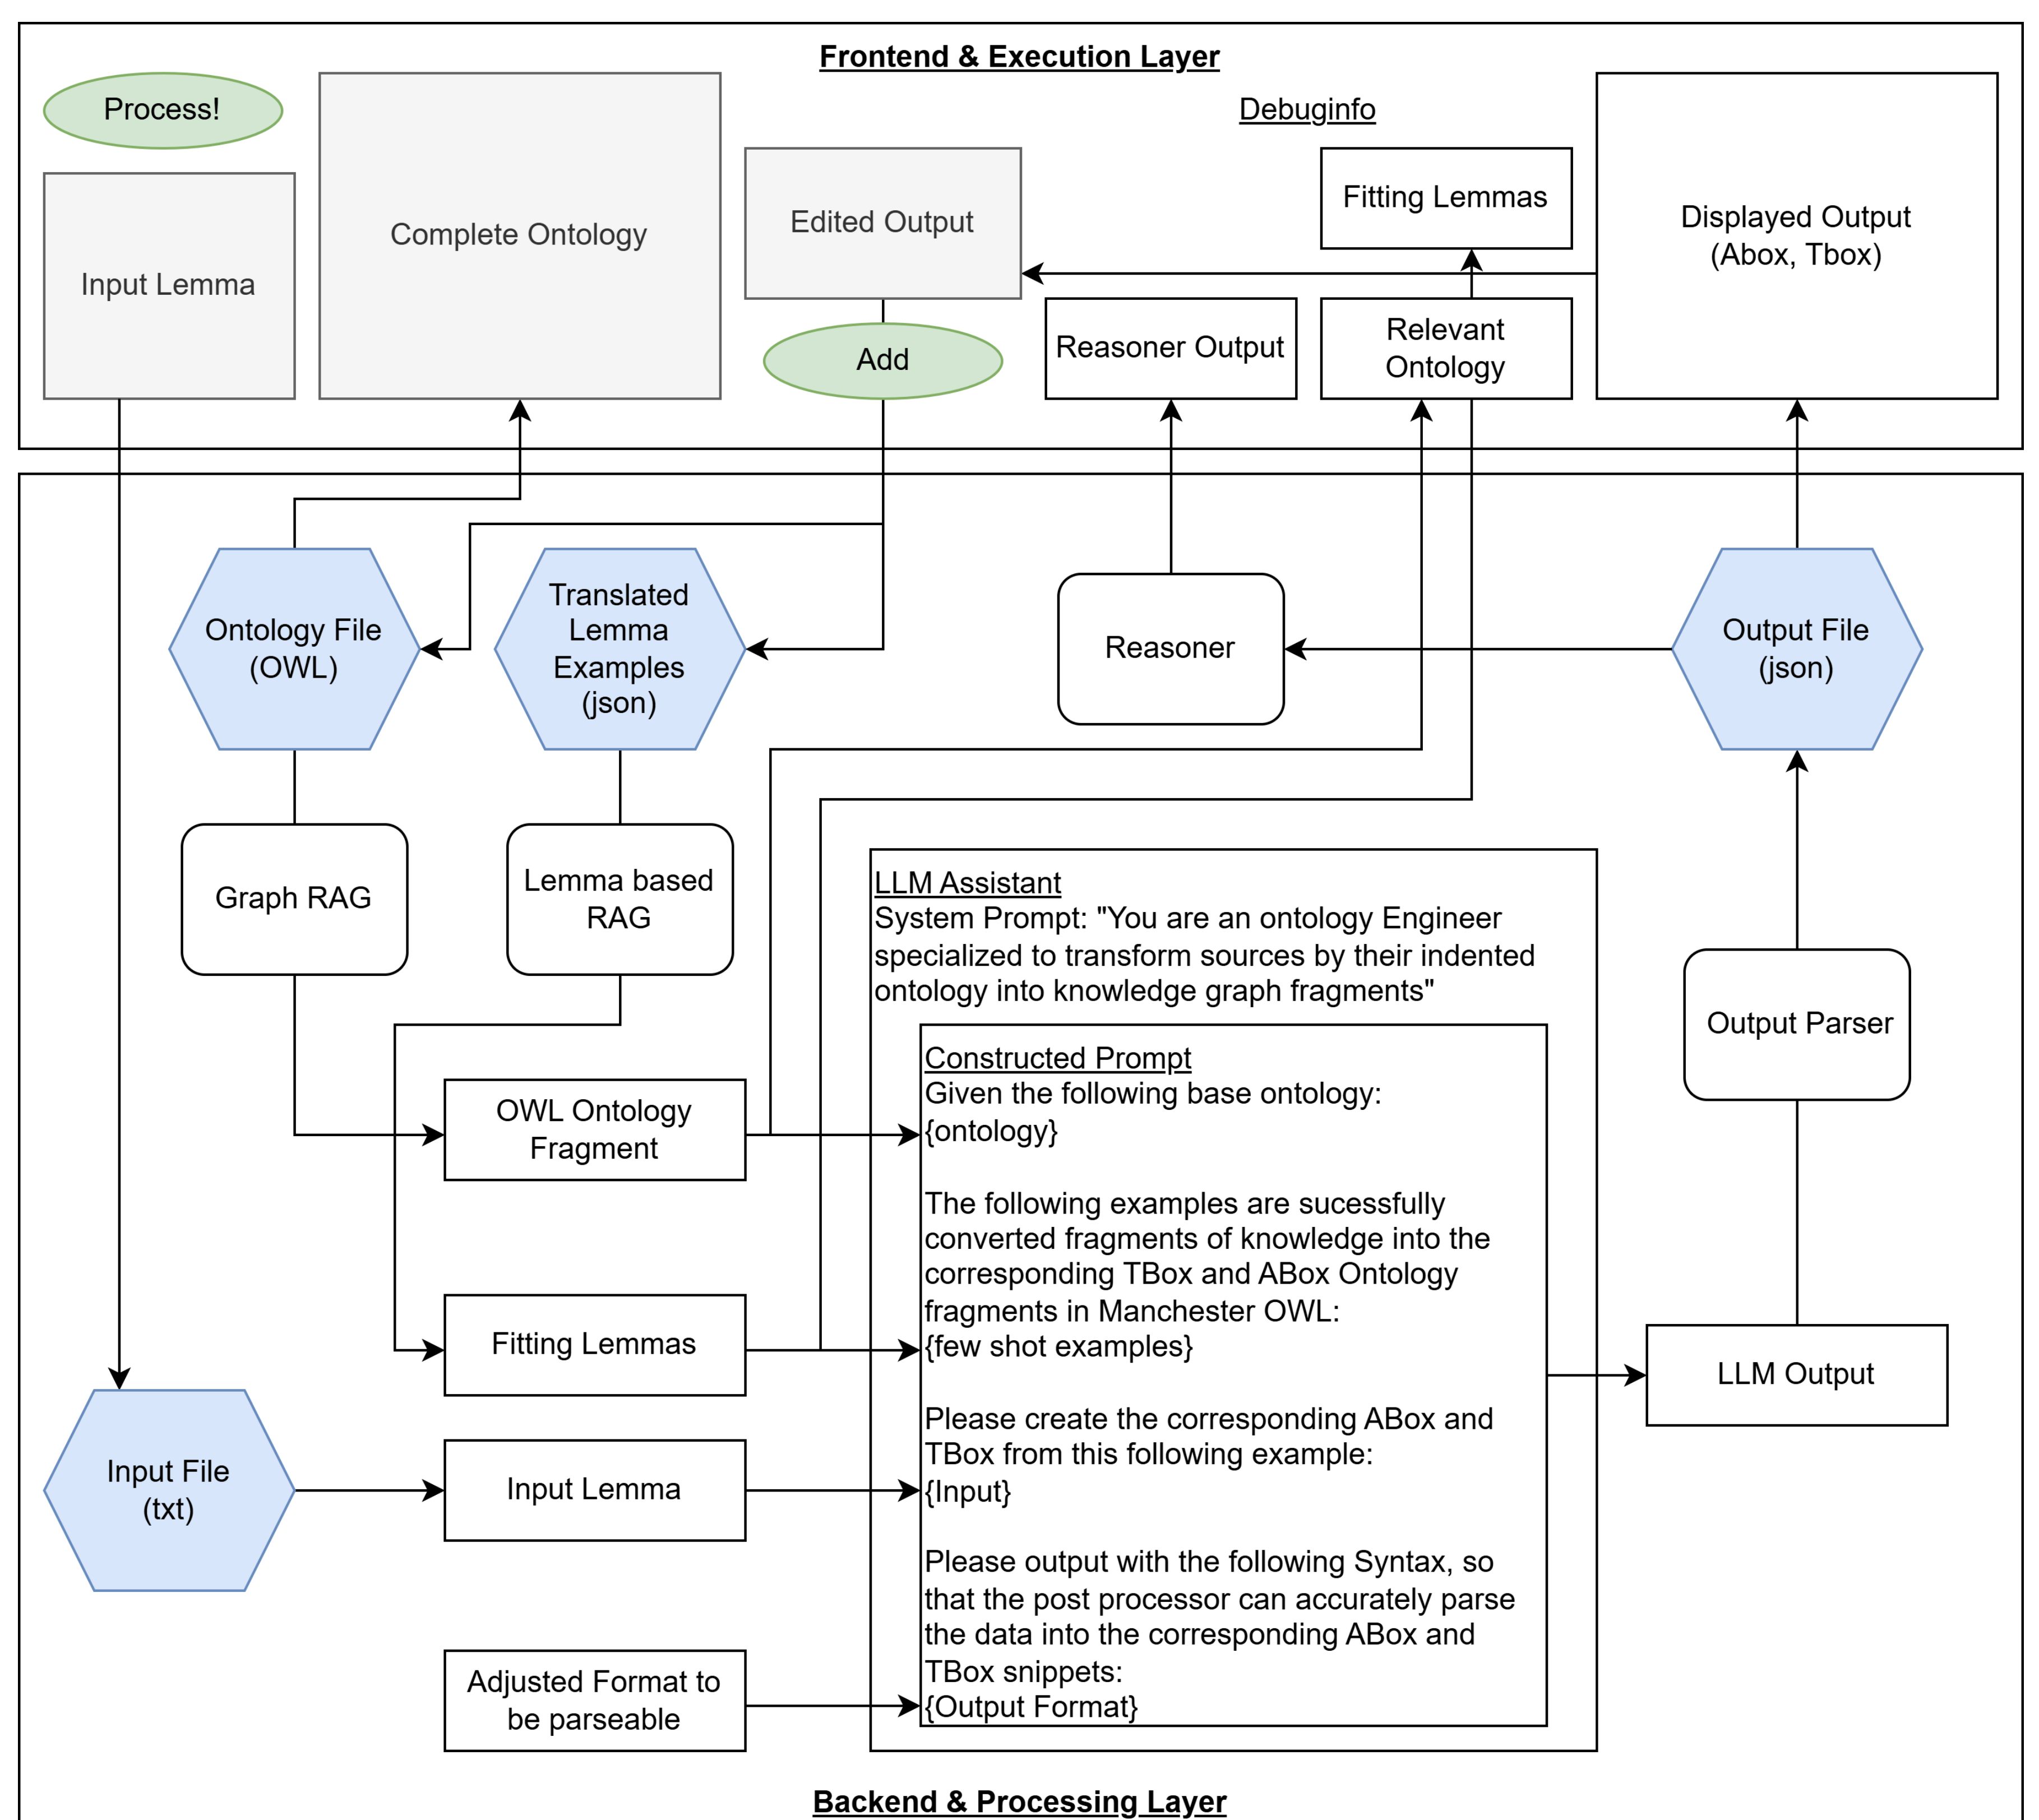 Frontend & Execution Layer
Process!
Debuginfo
Input Lemma
Complete Ontology
Edited Output
Add
Fitting Lemmas
Displayed Output
(Abox, Tbox)
Reasoner Output
Relevant
Ontology
Ontology File
(OWL)
Translated
Lemma
Examples
(json)
Reasoner
Output File
(json)
Graph RAG
Lemma based
RAG
LLM Assistant
System Prompt: "You are an ontology Engineer
specialized to transform sources by their indented
ontology into knowledge graph fragments"
Output Parser
OWL Ontology
Fragment
Constructed Prompt
Given the following base ontology:
{ontology}
The following examples are sucessfully
converted fragments of knowledge into the
corresponding TBox and ABox Ontology
fragments in Manchester OWL:
{few shot examples}
Fitting Lemmas
LLM Output
Please create the corresponding ABox and
TBox from this following example:
{Input}
Input File
(txt)
Input Lemma
Please output with the following Syntax, so
that the post processor can accurately parse
the data into the corresponding ABox and
TBox snippets:
{Output Format}
Adjusted Format to
be parseable
Backend & Processing Layer